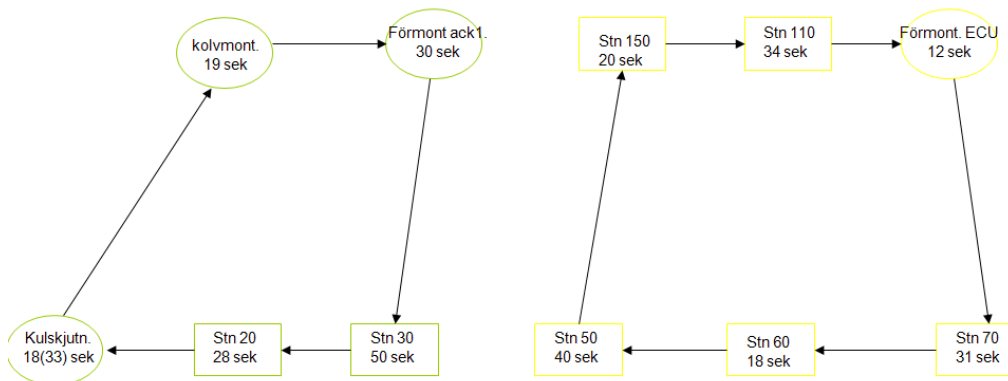 kolvmont.
19 sek
Förmont ack1.
30 sek
Stn 150
20 sek
Stn 110
34 sek
Förmont. ECU
12 sek
Kulskjutn.
18(33) sek
Stn 20
28 sek
Stn 30
50 sek
Stn 50
40 sek
Stn 60
18 sek
Stn 70
31 sek